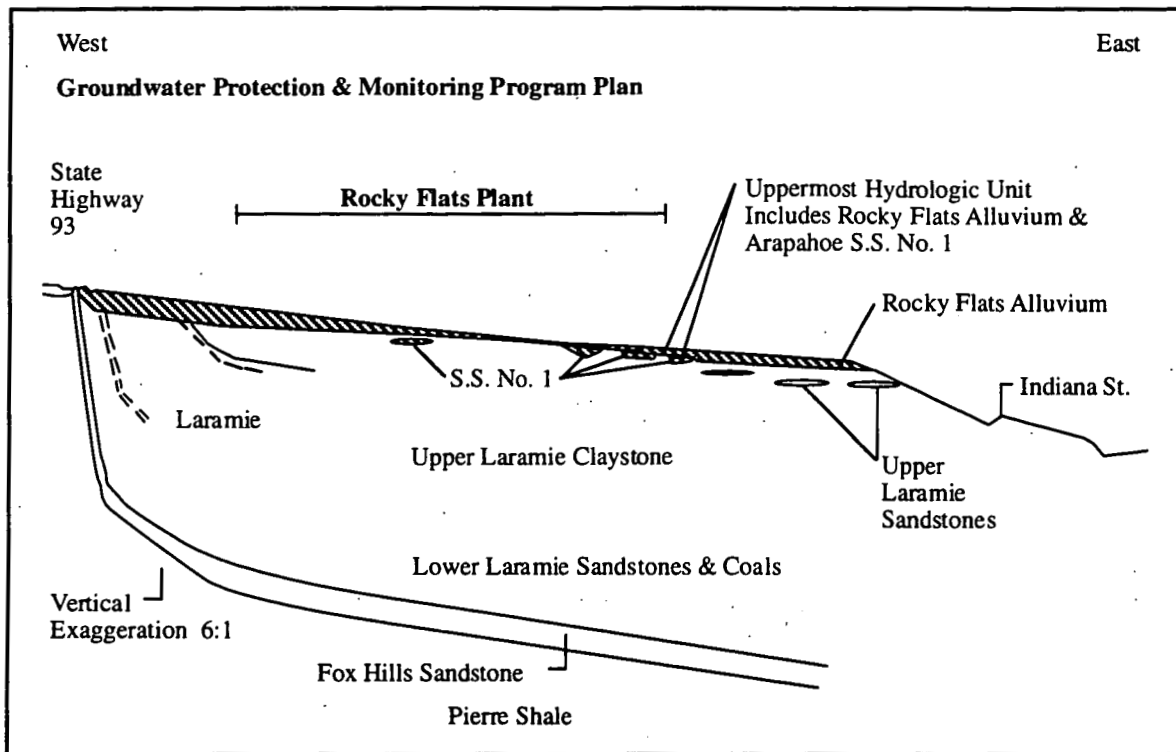 West
East
Groundwater Protection & Monitoring Program Plan
State
Highway
93
Rocky Flats Plant
Uppermost Hydrologic Unit
Includes Rocky Flats Alluvium &
Arapahoe S.S. No. 1
Rocky Flats Alluvium
S.S. No. 1
Indiana St.
Laramie
Upper Laramie Claystone
Upper
Laramie
Sandstones
Lower Laramie Sandstones & Coals
Vertical
Exaggeration 6:1
Fox Hills Sandstone
Pierre Shale